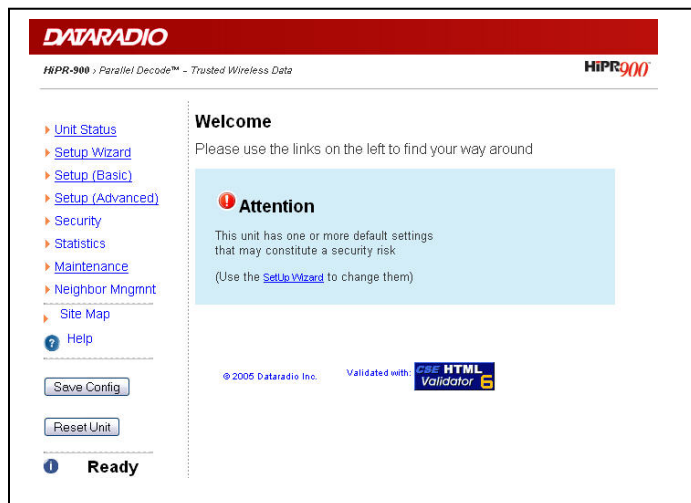 DATARADIO
HiPR-900 › Parallel Decode™ - Trusted Wireless Data
HiPR900
Unit Status
Setup Wizard
Setup (Basic)
Setup (Advanced)
Security
Statistics
Maintenance
Neighbor Mngmnt
Site Map
Help
Save Config
Reset Unit
Ready
Welcome
Please use the links on the left to find your way around
Attention
This unit has one or more default settings
that may constitute a security risk
(Use the SetUp Wizard to change them)
© 2005 Dataradio Inc.
Validated with:
CSE HTML
Validator 6